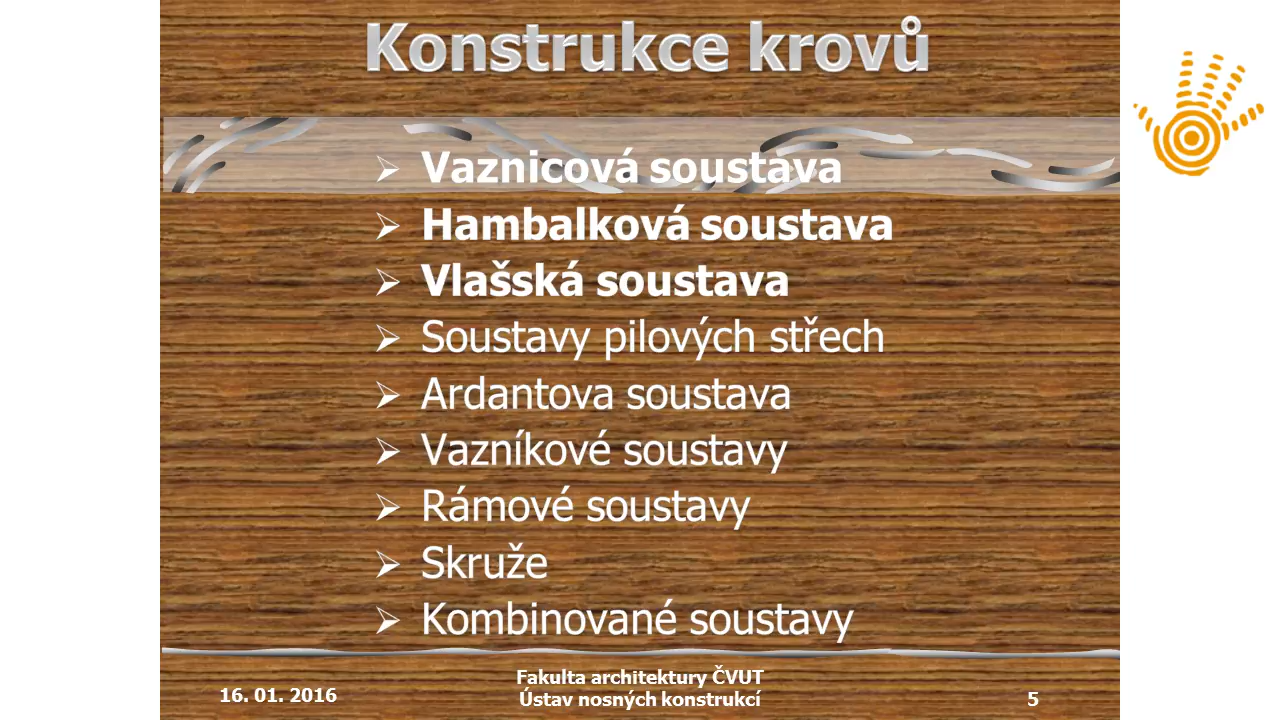 Konstrukce krovů
Vaznicová soustava
Hambalková soustava
Vlašská soustava
Soustavy pilových střech
Ardantova soustava
Vazníkové soustavy
Rámové soustavy
Skruže
Kombinované soustavy
16. 01. 2016
Fakulta architektury ČVUT
Ústav nosných konstrukcí
5